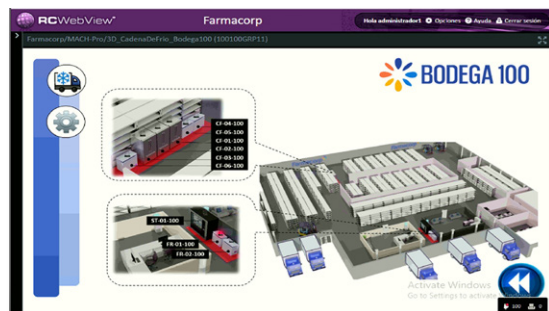 RCWebView®
Farmacorp
Hola administrador1 Opciones Ayuda Cerrar sesión
Farmacorp/MACH-Pro/3D_CadenaDeFrio_Bodega100 (100100GRP11)
BODEGA 100
CF-04-100
CF-05-100
CF-01-100
CF-02-100
CF-03-100
CF-06-100
ST-01-100
FR-01-100
FR-02-100
Activate Windows
Go to Settings to activate
100 0